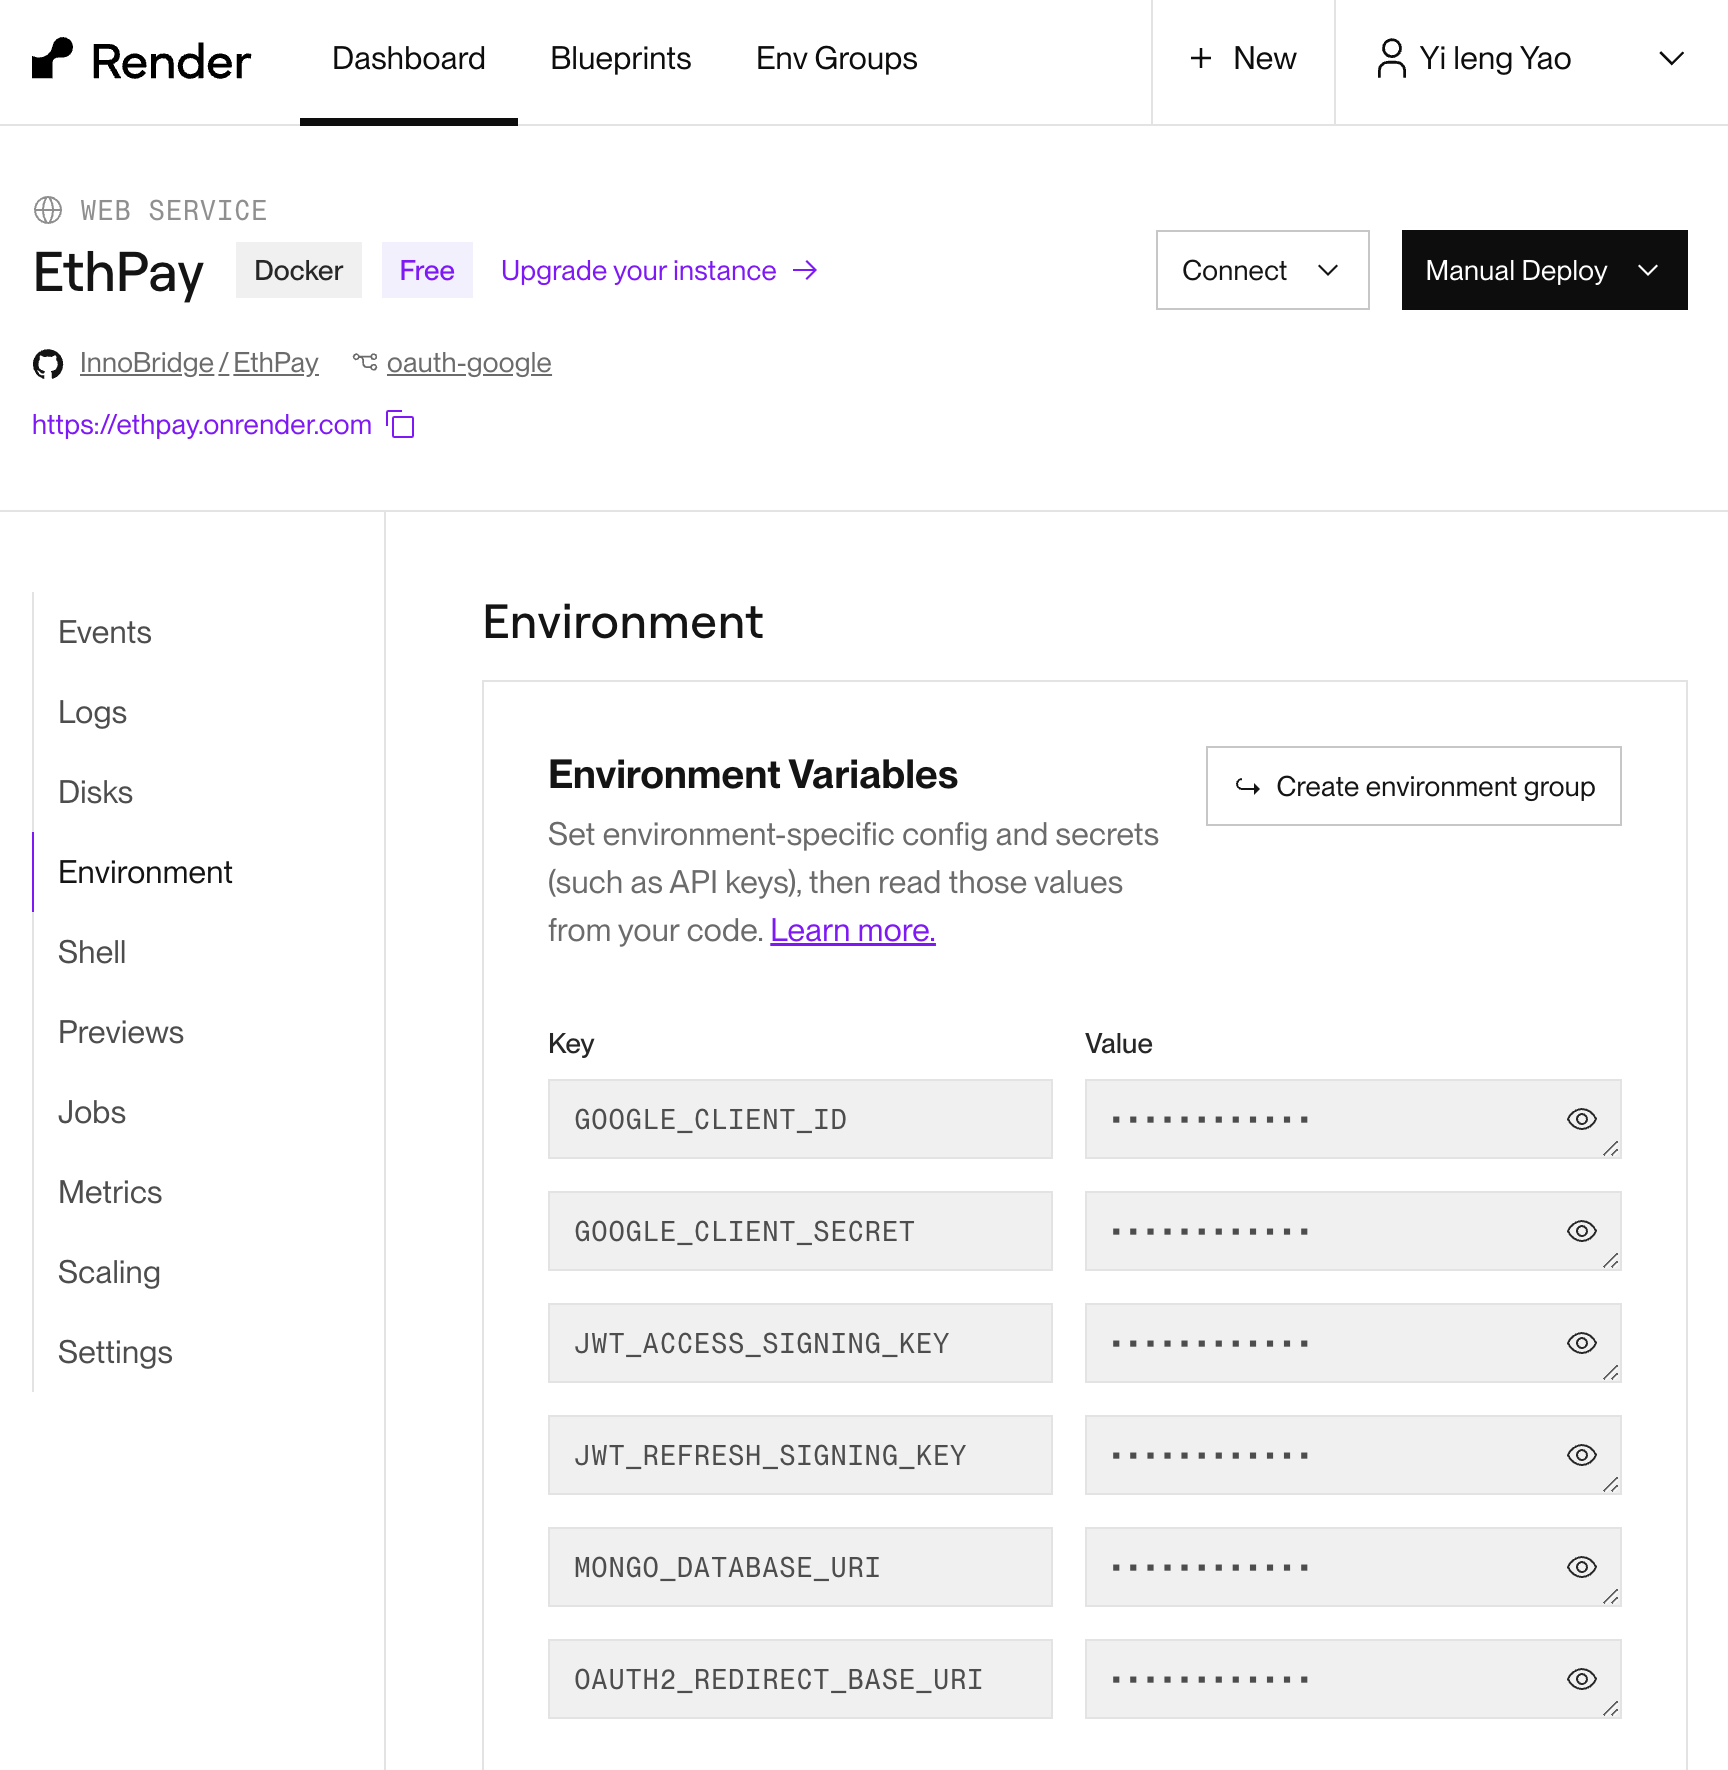 Render Dashboard Blueprints Env Groups + New Yi leng Yao
WEB SERVICE
EthPay Docker Free Upgrade your instance → Connect Manual Deploy
InnoBridge / EthPay oauth-google
https://ethpay.onrender.com
Events
Logs
Disks
Environment
Shell
Previews
Jobs
Metrics
Scaling
Settings
Environment
Environment Variables
Create environment group
Set environment-specific config and secrets
(such as API keys), then read those values
from your code. Learn more.
Key Value
GOOGLE_CLIENT_ID ············
GOOGLE_CLIENT_SECRET ············
JWT_ACCESS_SIGNING_KEY ············
JWT_REFRESH_SIGNING_KEY ············
MONGO_DATABASE_URI ············
OAUTH2_REDIRECT_BASE_URI ············